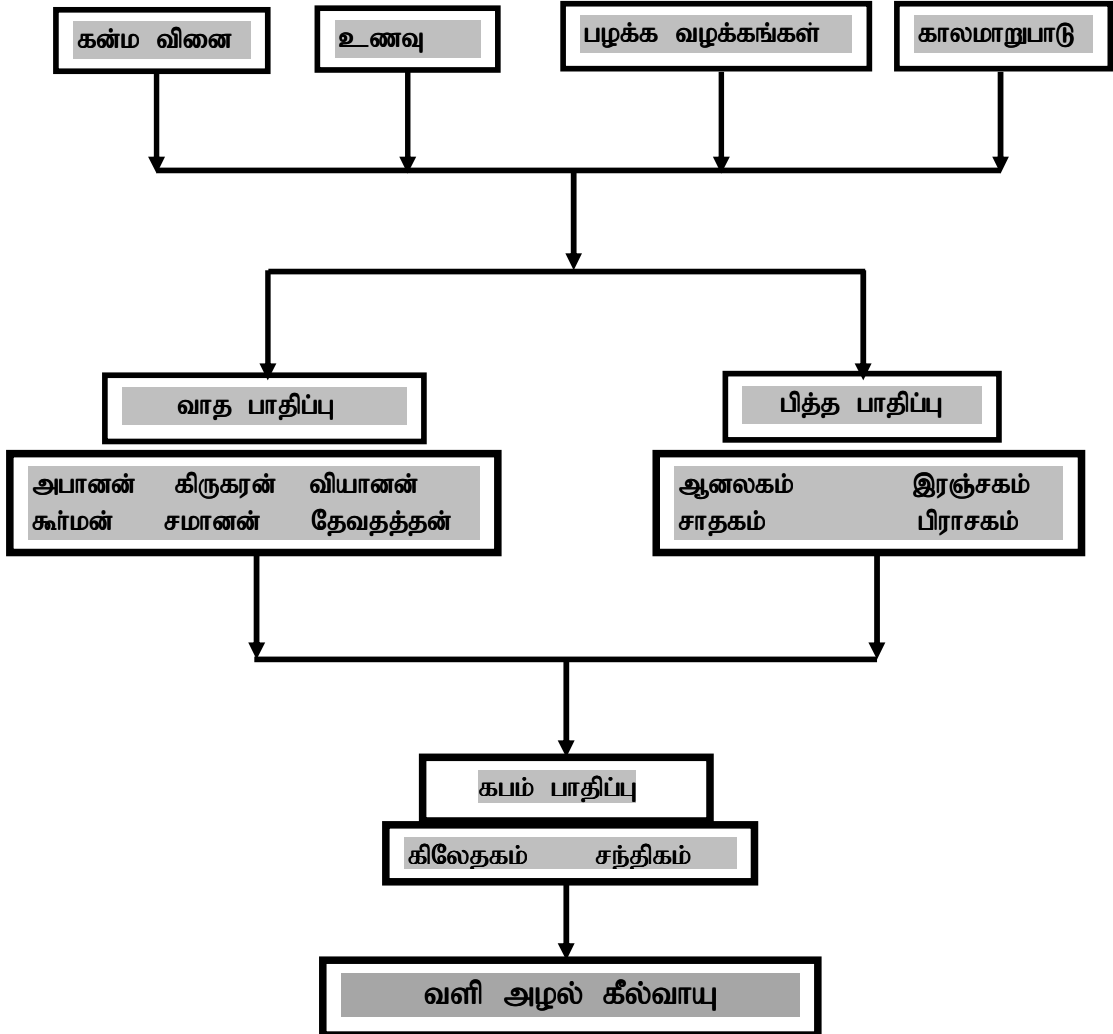 கன்ம வினை
உணவு
பழக்க வழக்கங்கள்
காலமாறுபாடு
வாத பாதிப்பு
பித்த பாதிப்பு
அபானன் கிருகரன் வியானன்
கூர்மன் சமானன் தேவதத்தன்
ஆனலகம் இரஞ்சகம்
சாதகம் பிராசகம்
கபம் பாதிப்பு
கிலேதகம் சந்திகம்
வளி அழல் கீல்வாயு